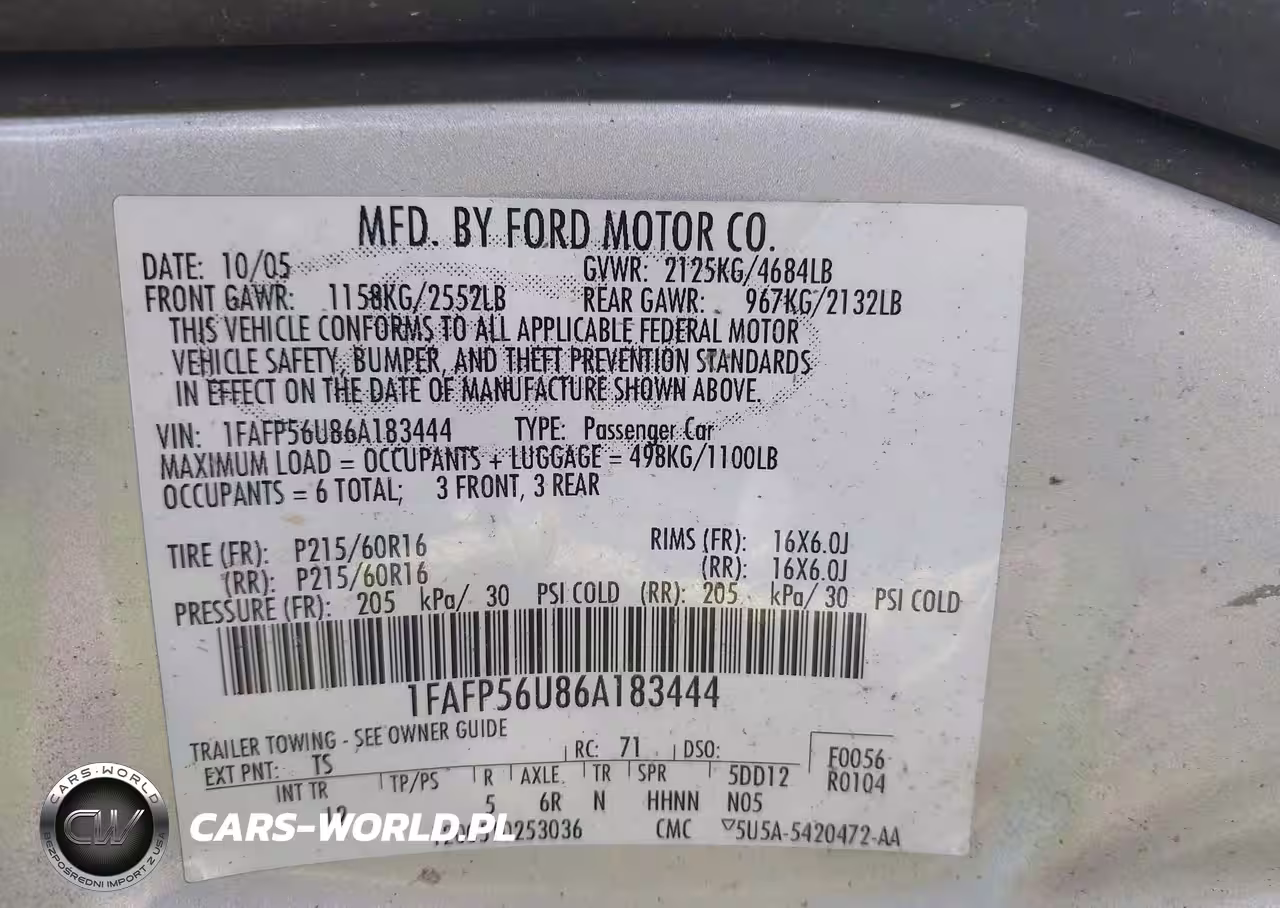 MFD. BY FORD MOTOR CO.
DATE: 10/05 GVWR: 2125KG/4684LB
FRONT GAWR: 1158KG/2552LB REAR GAWR: 967KG/2132LB
THIS VEHICLE CONFORMS TO ALL APPLICABLE FEDERAL MOTOR
VEHICLE SAFETY, BUMPER, AND THEFT PREVENTION STANDARDS
IN EFFECT ON THE DATE OF MANUFACTURE SHOWN ABOVE.
VIN: 1FAFP56U86A183444 TYPE: Passenger Car
MAXIMUM LOAD = OCCUPANTS + LUGGAGE = 498KG/1100LB
OCCUPANTS = 6 TOTAL; 3 FRONT, 3 REAR
TIRE (FR): P215/60R16 RIMS (FR): 16X6.0J
(RR): P215/60R16 (RR): 16X6.0J
PRESSURE (FR): 205 kPa/ 30 PSI COLD (RR): 205 kPa/ 30 PSI COLD
1FAFP56U86A183444
TRAILER TOWING - SEE OWNER GUIDE
EXT PNT: TS RC: 71 DSO: F0056
INT TR TP/PS R AXLE TR SPR 5DD12 R0104
5 6R N HHNN N05
CMC ▽5U5A-5420472-AA
CARS-WORLD
CW
BEZPOŚREDNI IMPORT Z USA
CARS-WORLD.PL